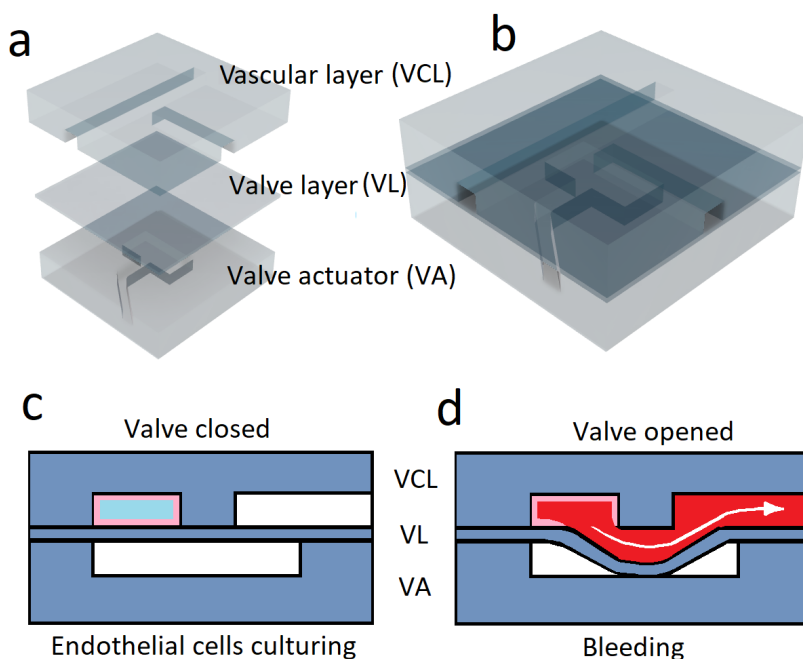 a
b
Vascular layer (VCL)
Valve layer (VL)
Valve actuator (VA)
c
d
Valve closed
Valve opened
VCL
VL
VA
Endothelial cells culturing
Bleeding